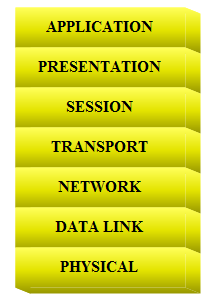 APPLICATION
PRESENTATION
SESSION
TRANSPORT
NETWORK
DATA LINK
PHYSICAL